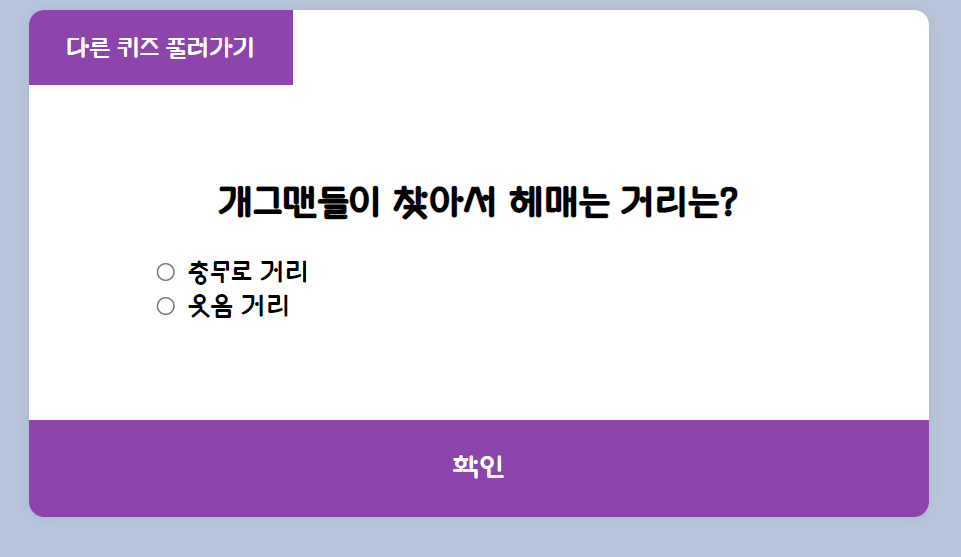 다른 퀴즈 풀러가기
개그맨들이 찾아서 헤매는 거리는?
충무로 거리
웃음 거리
확인